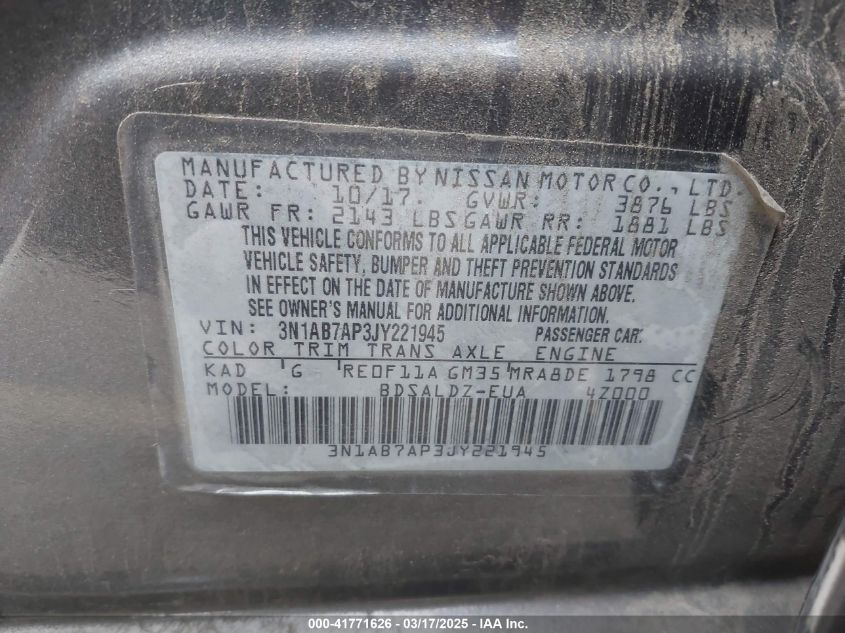 MANUFACTURED BY NISSAN MOTOR CO., LTD.
DATE: 10/17. GVWR: 3876 LBS
GAWR FR: 2143 LBS GAWR RR: 1881 LBS
THIS VEHICLE CONFORMS TO ALL APPLICABLE FEDERAL MOTOR
VEHICLE SAFETY, BUMPER AND THEFT PREVENTION STANDARDS
IN EFFECT ON THE DATE OF MANUFACTURE SHOWN ABOVE.
SEE OWNER'S MANUAL FOR ADDITIONAL INFORMATION.
VIN: 3N1AB7AP3JY221945 PASSENGER CAR.
COLOR TRIM TRANS AXLE ENGINE
KAD G RE0F11A GM35 MRA8DE 1798 CC
MODEL: BDSALDZ-EUA 4Z000
3N1AB7AP3JY221945
000-41771626 - 03/17/2025 - IAA Inc.